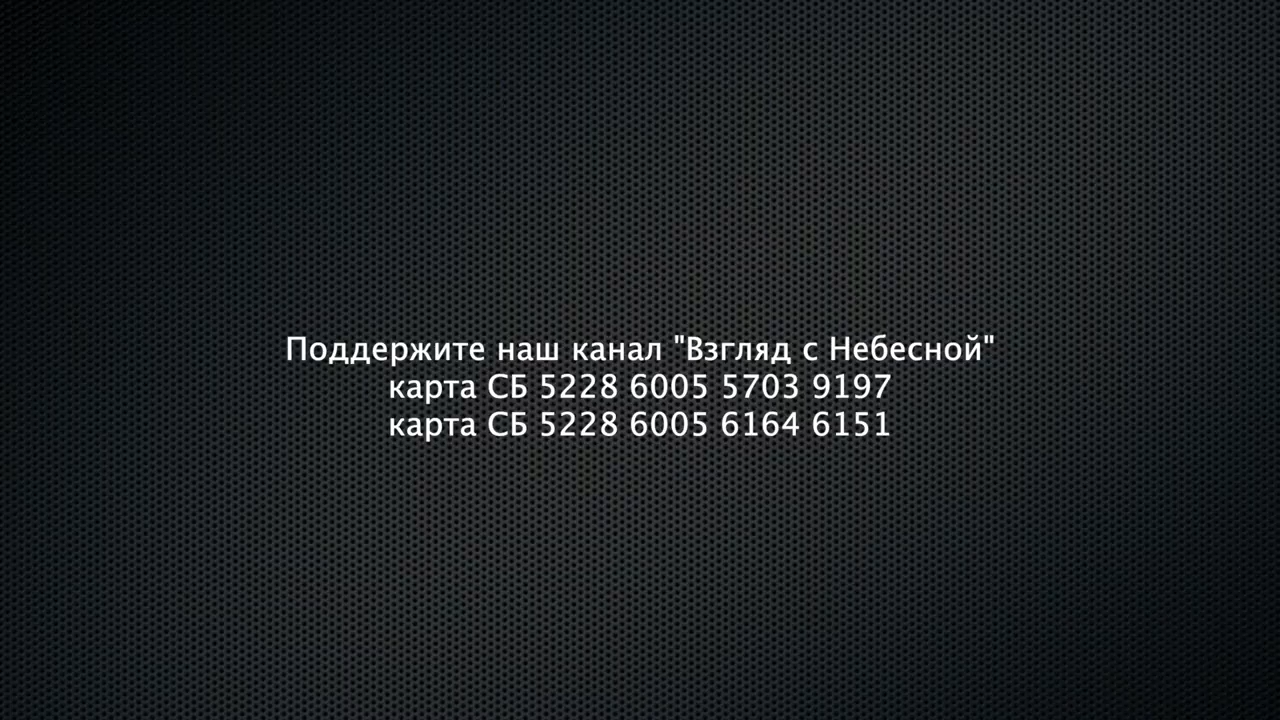 Поддержите наш канал "Взгляд с Небесной"
карта СБ 5228 6005 5703 9197
карта СБ 5228 6005 6164 6151